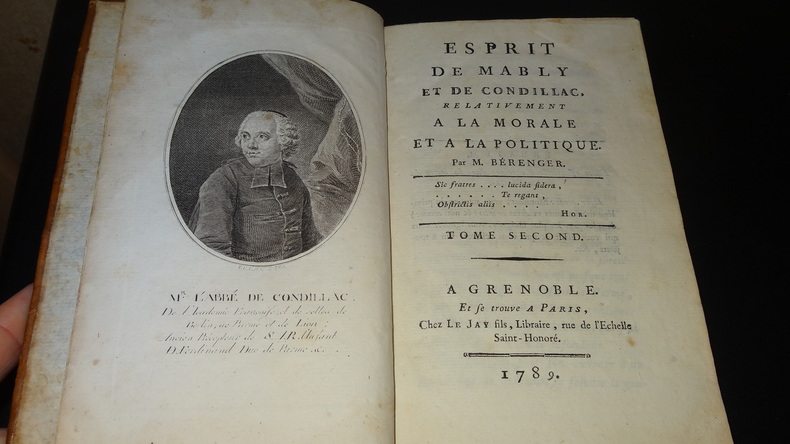 Mr. L'ABBÉ DE CONDILLAC.
De l'Académie Française et de celles de
Berlin, de Parme et de Lion;
Ancien Précepteur de S.A.R. l'Infant
D. Ferdinand Duc de Parme &c.
ESPRIT
DE MABLY
ET DE CONDILLAC.
RELATIVEMENT
A LA MORALE
ET A LA POLITIQUE.
Par M. BÉRENGER.
Sic fratres .... lucida sidera,
...... Te regant,
Obstrictis aliis ....
HOR.
TOME SECOND.
A GRENOBLE.
Et se trouve A PARIS,
Chez LE JAY fils, Libraire, rue de l'Echelle
Saint-Honoré.
1789.